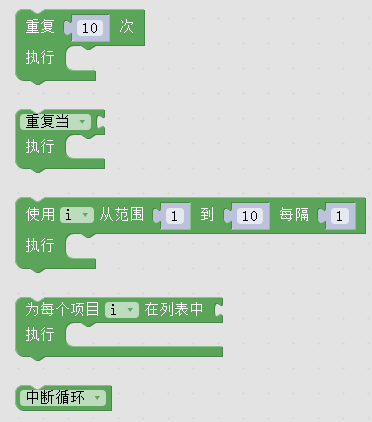 重复 10 次
执行
重复当
执行
使用 i 从范围 1 到 10 每隔 1
执行
为每个项目 i 在列表中
执行
中断循环